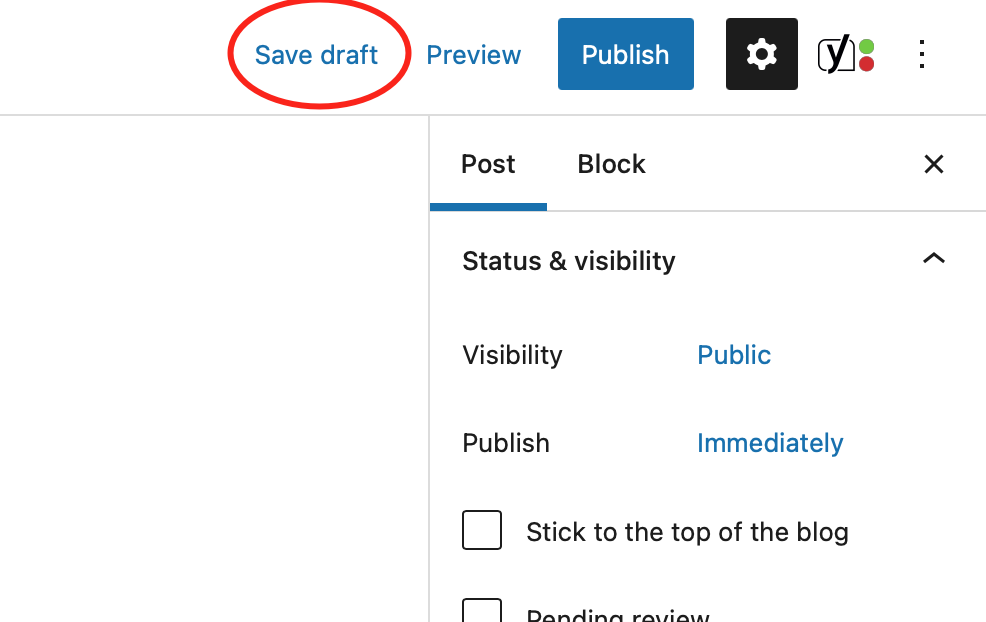 Save draft Preview Publish y
Post Block
Status & visibility
Visibility Public
Publish Immediately
Stick to the top of the blog
Pending review